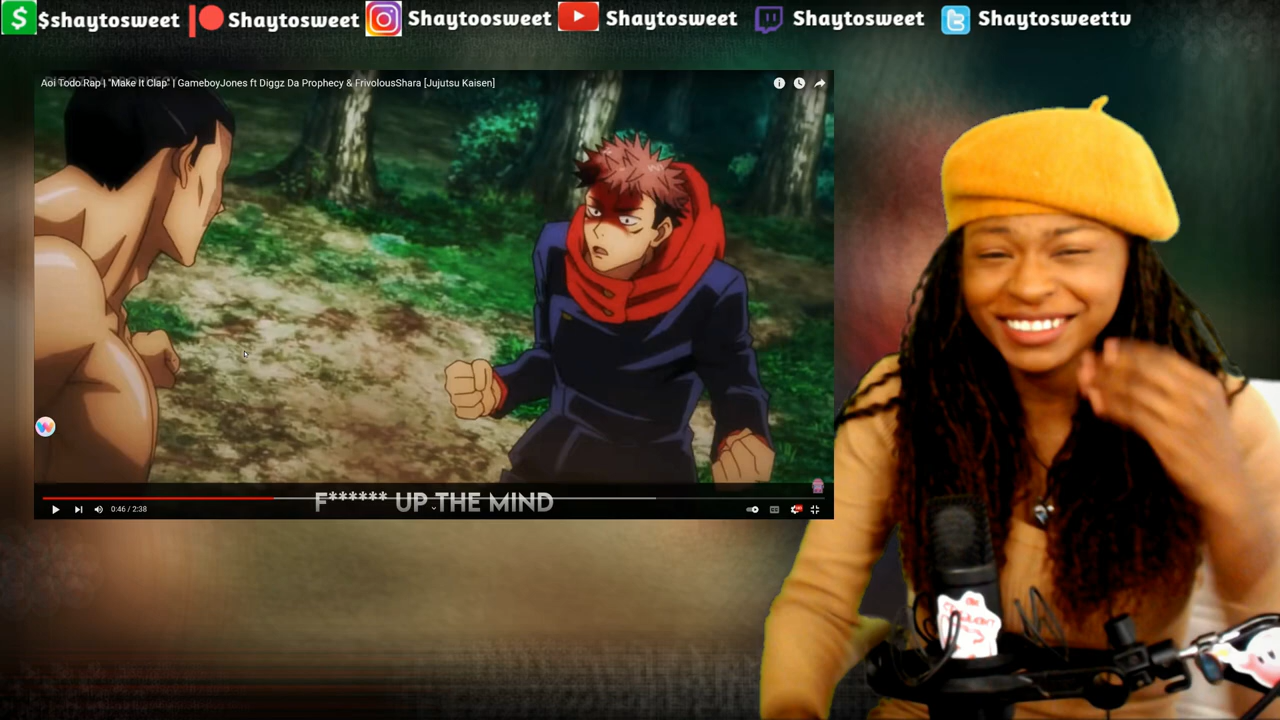 $shaytosweet Shaytosweet Shaytoosweet Shaytosweet Shaytosweet Shaytosweettv
Aoi Todo Rap | "Make It Clap" | GameboyJones ft Diggz Da Prophecy & FrivolousShara [Jujutsu Kaisen]
F****** UP THE MIND
0:46 / 2:38